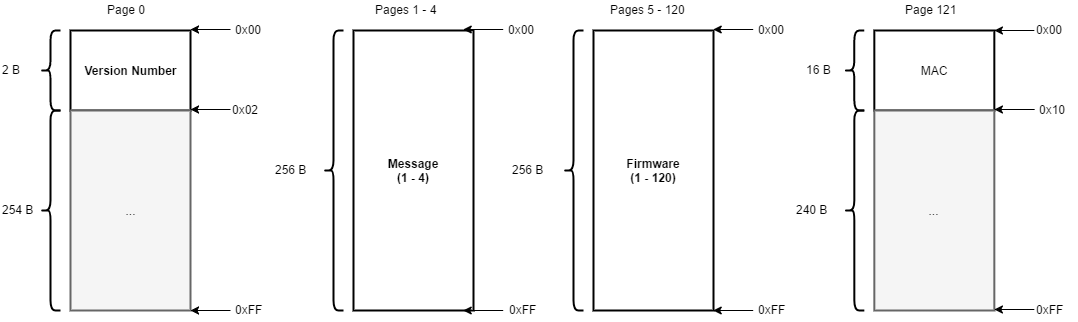 Page 0
0x00
2 B
Version Number
0x02
254 B
...
0xFF
Pages 1 - 4
0x00
256 B
Message
(1 - 4)
0xFF
Pages 5 - 120
0x00
256 B
Firmware
(1 - 120)
0xFF
Page 121
0x00
16 B
MAC
0x10
240 B
...
0xFF